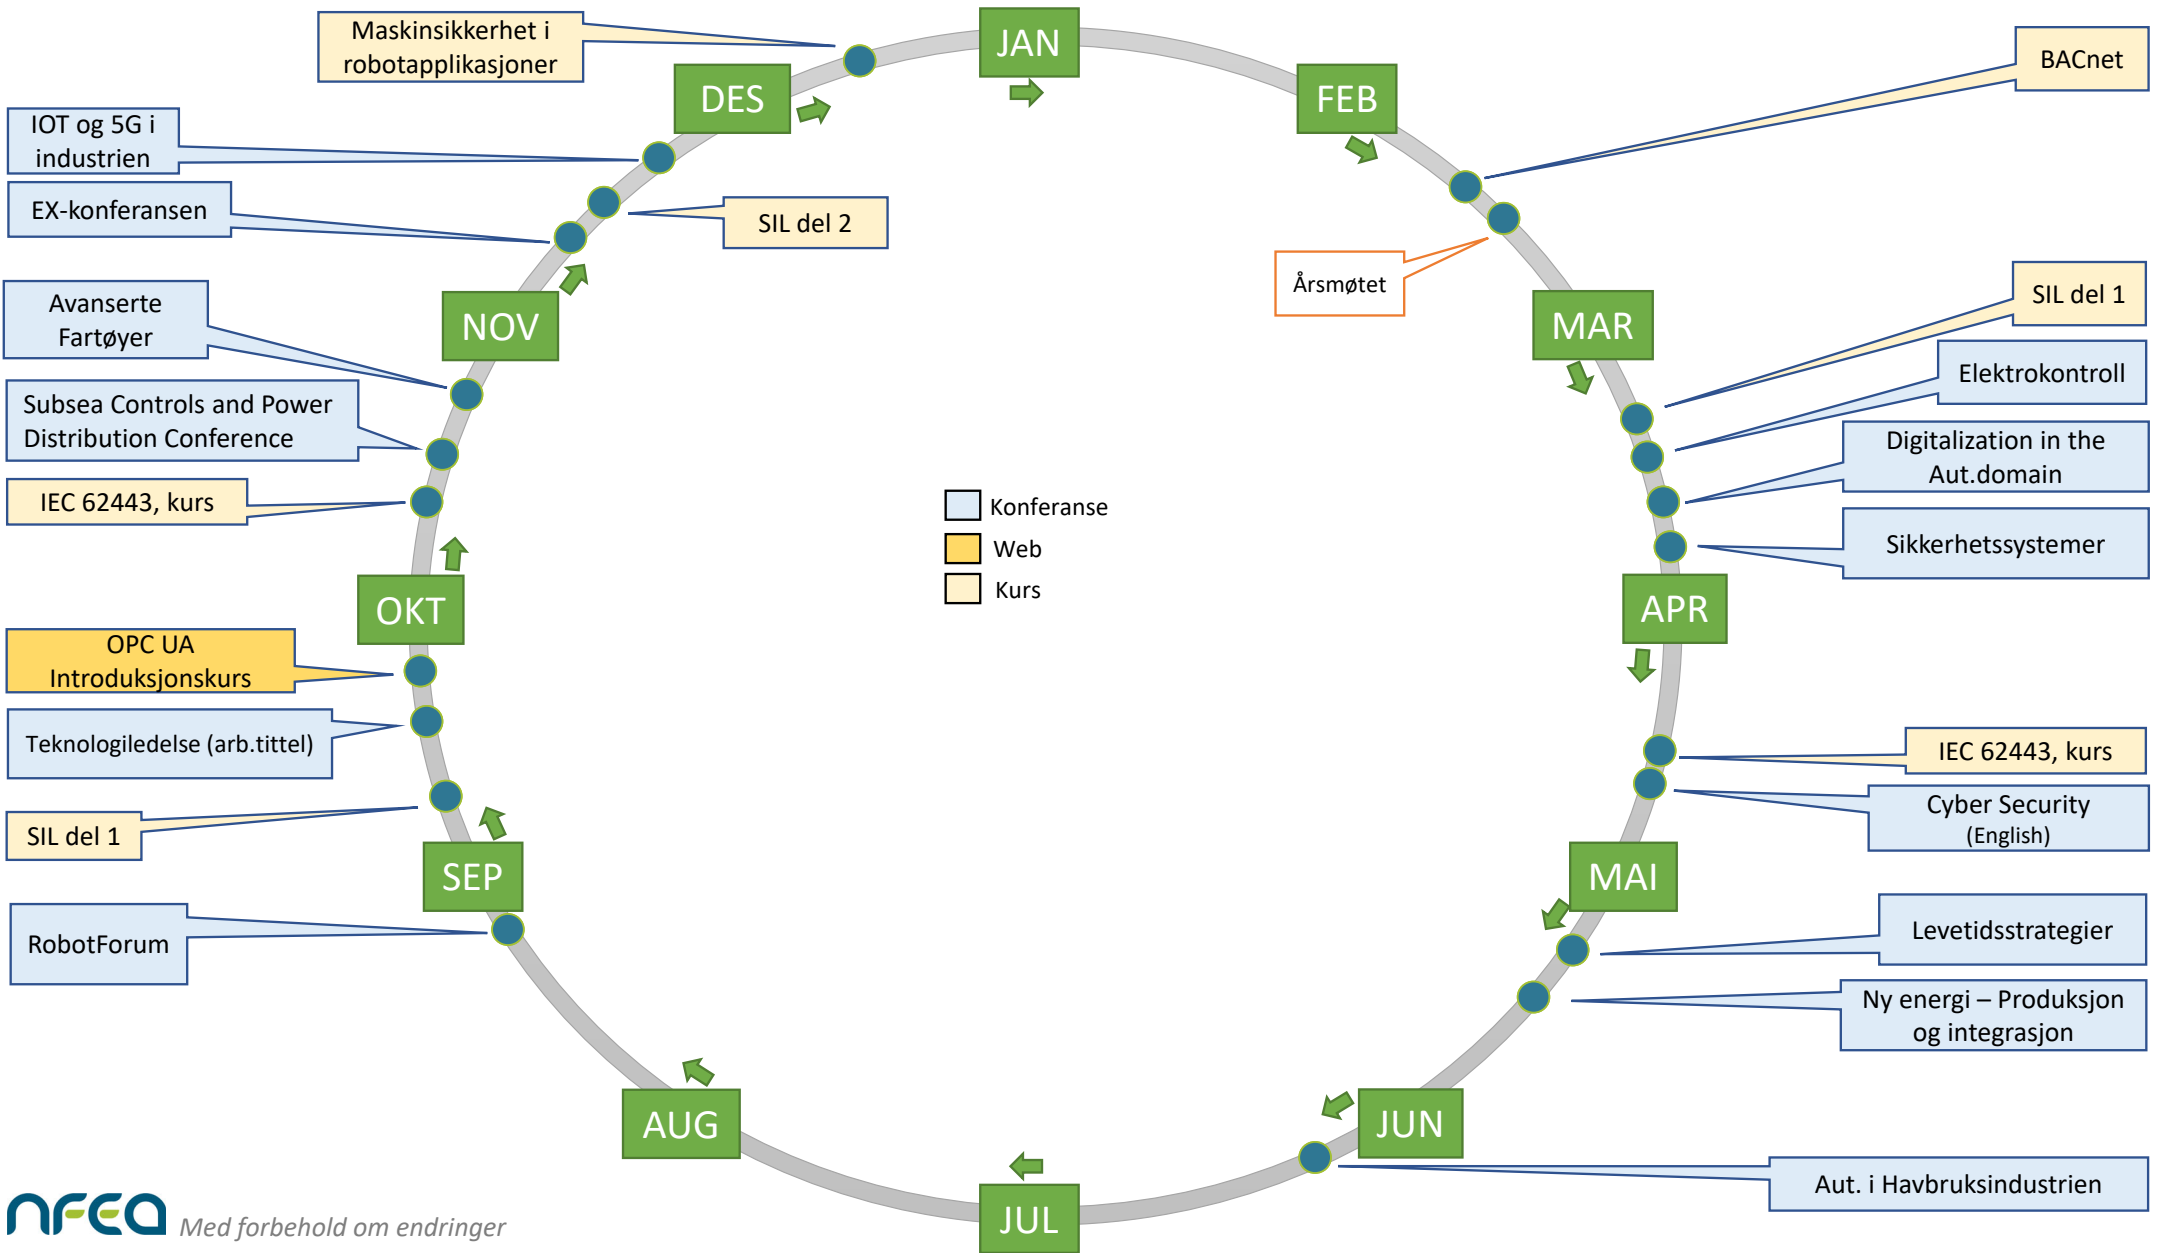 JAN
FEB
BACnet
Årsmøtet
MAR
SIL del 1
Elektrokontroll
Digitalization in the
Aut.domain
Sikkerhetssystemer
APR
IEC 62443, kurs
Cyber Security
(English)
MAI
Levetidsstrategier
Ny energi – Produksjon
og integrasjon
JUN
Aut. i Havbruksindustrien
JUL
AUG
RobotForum
SEP
SIL del 1
Teknologiledelse (arb.tittel)
OPC UA
Introduksjonskurs
OKT
IEC 62443, kurs
Subsea Controls and Power
Distribution Conference
Avanserte
Fartøyer
NOV
EX-konferansen
SIL del 2
IOT og 5G i
industrien
DES
Maskinsikkerhet i
robotapplikasjoner
Konferanse
Web
Kurs
nfea
Med forbehold om endringer